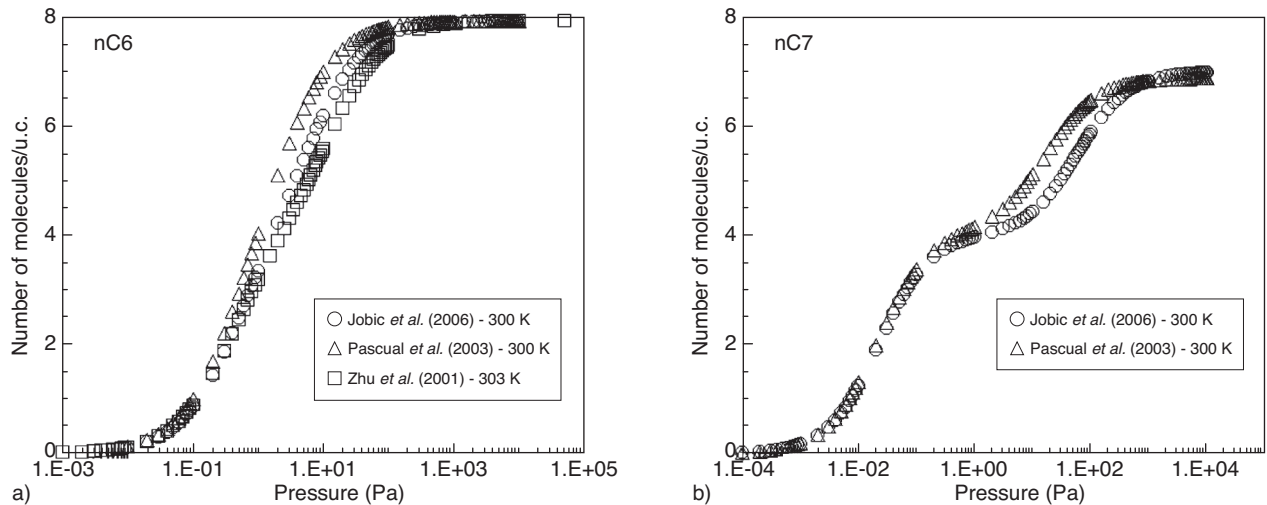 8
6
4
2
0
Number of molecules/u.c.
nC6
Jobic et al. (2006) - 300 K
Pascual et al. (2003) - 300 K
Zhu et al. (2001) - 303 K
1.E–03
1.E–01
1.E+01
1.E+03
1.E+05
Pressure (Pa)
a)
8
6
4
2
0
Number of molecules/u.c.
nC7
Jobic et al. (2006) - 300 K
Pascual et al. (2003) - 300 K
1.E–04
1.E–02
1.E+00
1.E+02
1.E+04
Pressure (Pa)
b)